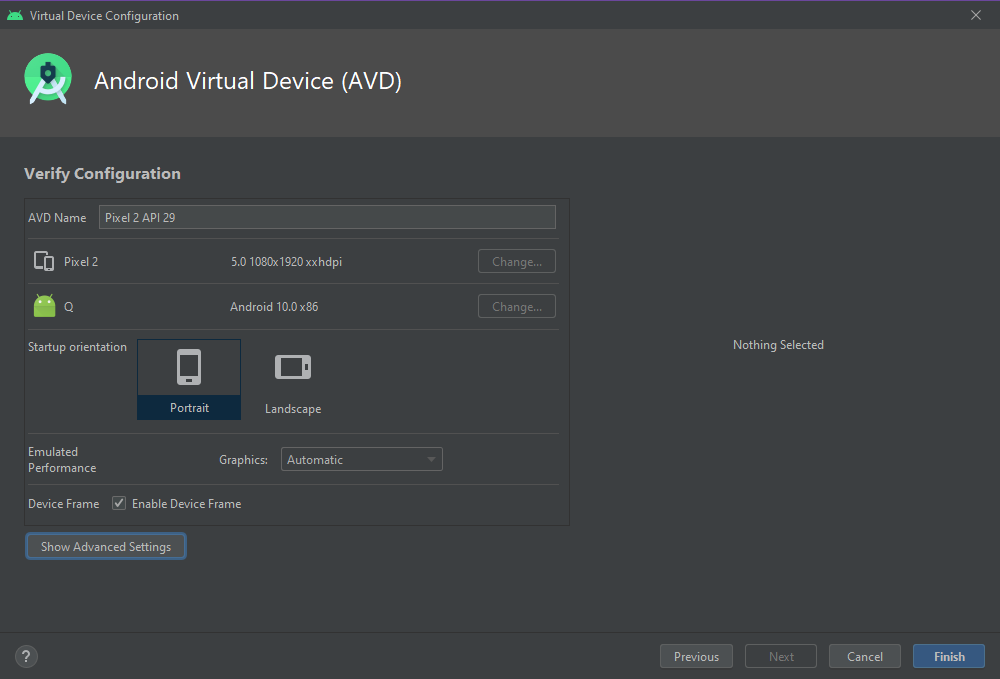 Virtual Device Configuration
Android Virtual Device (AVD)
Verify Configuration
AVD Name Pixel 2 API 29
Pixel 2 5.0 1080x1920 xxhdpi Change...
Q Android 10.0 x86 Change...
Startup orientation
Portrait
Landscape
Nothing Selected
Emulated
Performance
Graphics: Automatic
Device Frame Enable Device Frame
Show Advanced Settings
? Previous Next Cancel Finish